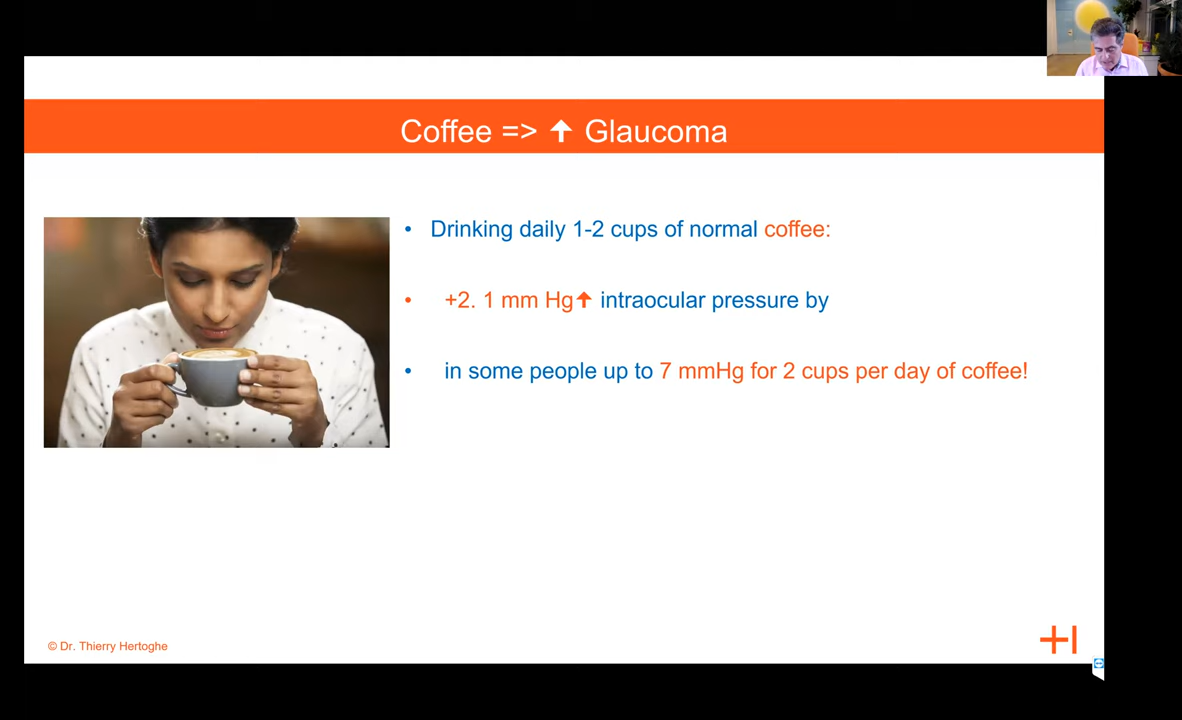 Coffee => ↑ Glaucoma
• Drinking daily 1-2 cups of normal coffee:
• +2. 1 mm Hg↑ intraocular pressure by
• in some people up to 7 mmHg for 2 cups per day of coffee!
© Dr. Thierry Hertoghe